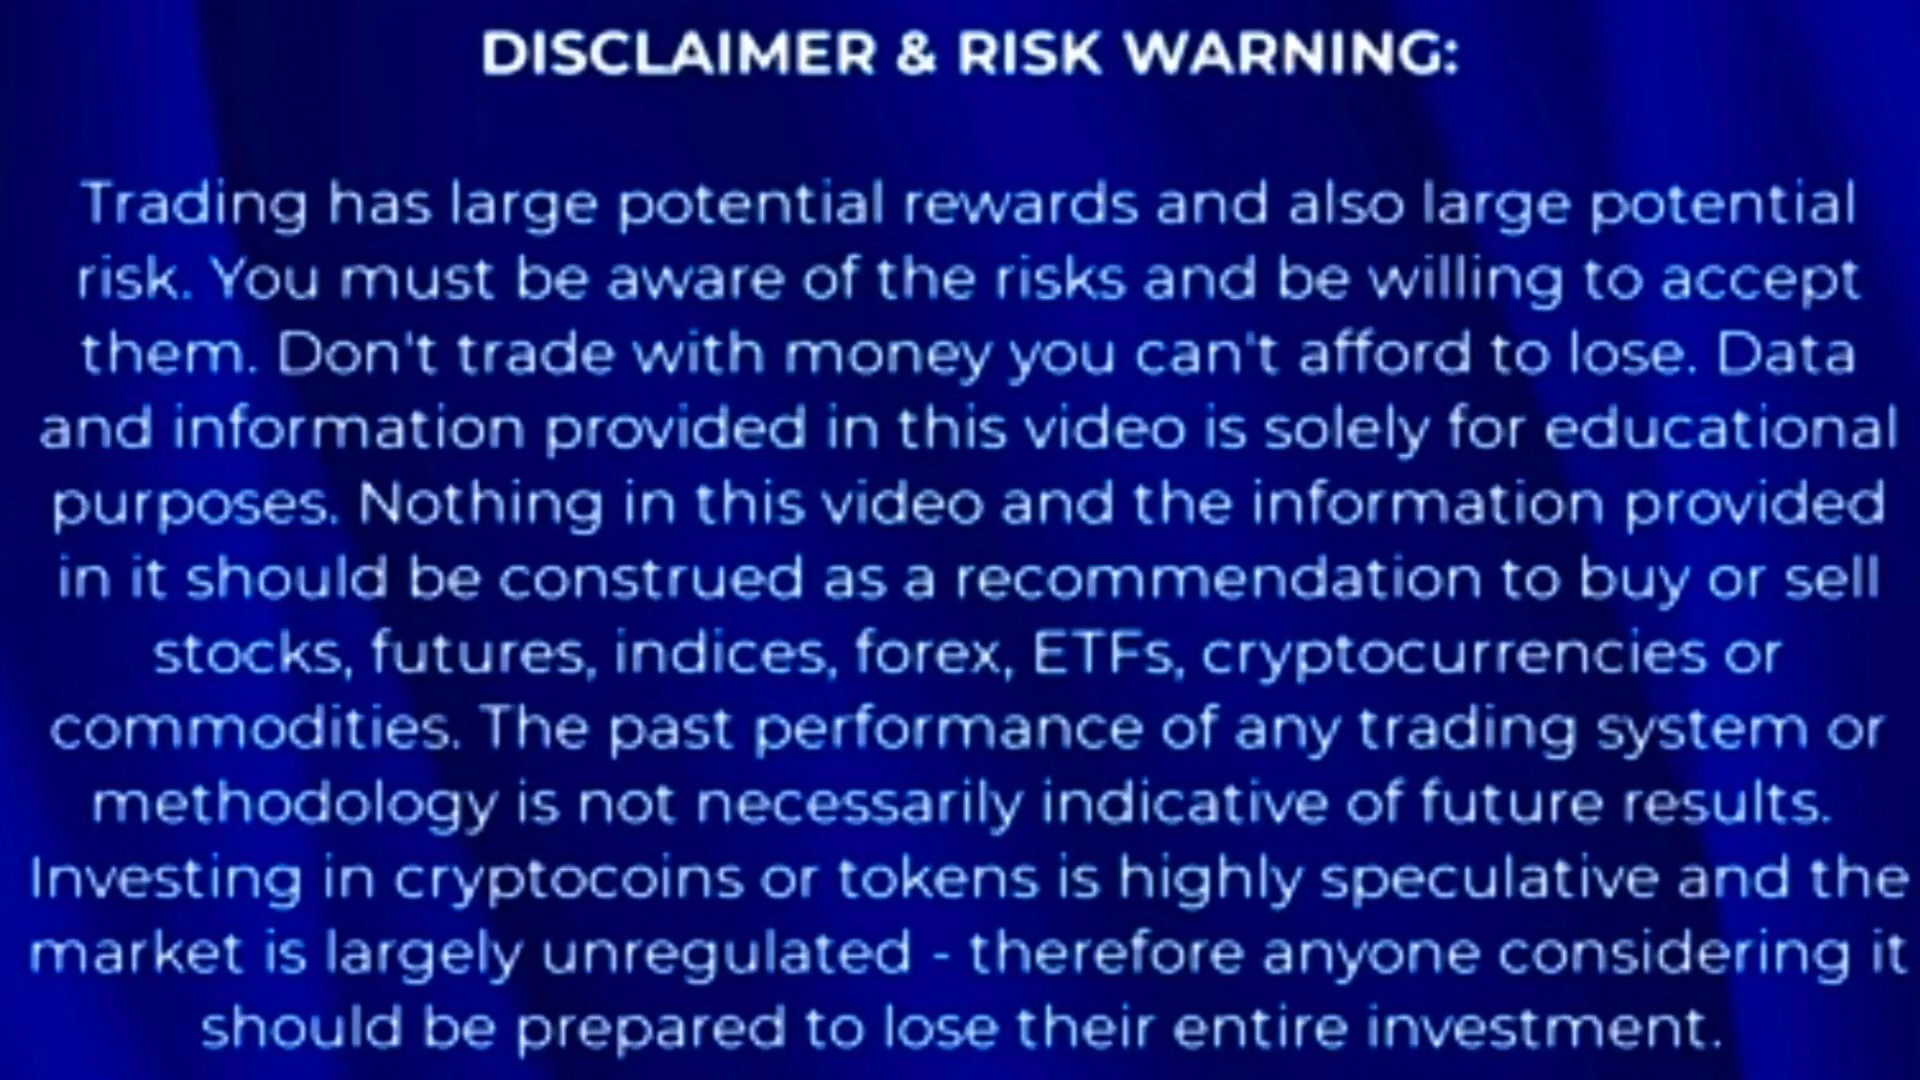 DISCLAIMER & RISK WARNING:
Trading has large potential rewards and also large potential
risk. You must be aware of the risks and be willing to accept
them. Don't trade with money you can't afford to lose. Data
and information provided in this video is solely for educational
purposes. Nothing in this video and the information provided
in it should be construed as a recommendation to buy or sell
stocks, futures, indices, forex, ETFs, cryptocurrencies or
commodities. The past performance of any trading system or
methodology is not necessarily indicative of future results.
Investing in cryptocoins or tokens is highly speculative and the
market is largely unregulated - therefore anyone considering it
should be prepared to lose their entire investment.